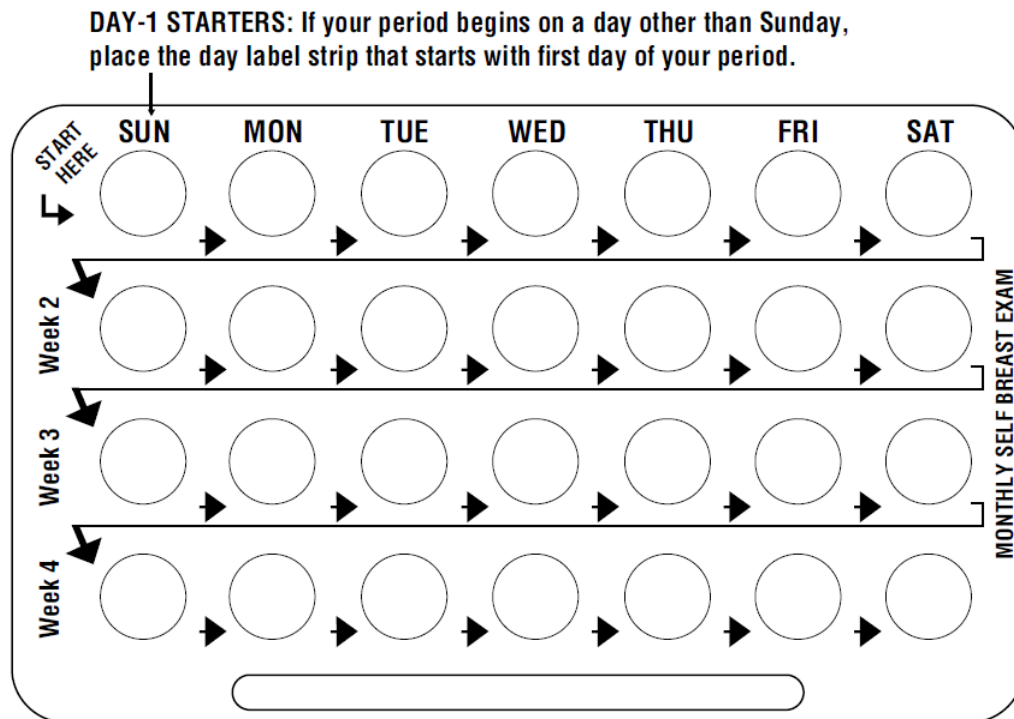 DAY-1 STARTERS: If your period begins on a day other than Sunday,
place the day label strip that starts with first day of your period.
START
HERE
SUN MON TUE WED THU FRI SAT
Week 2
Week 3
Week 4
MONTHLY SELF BREAST EXAM